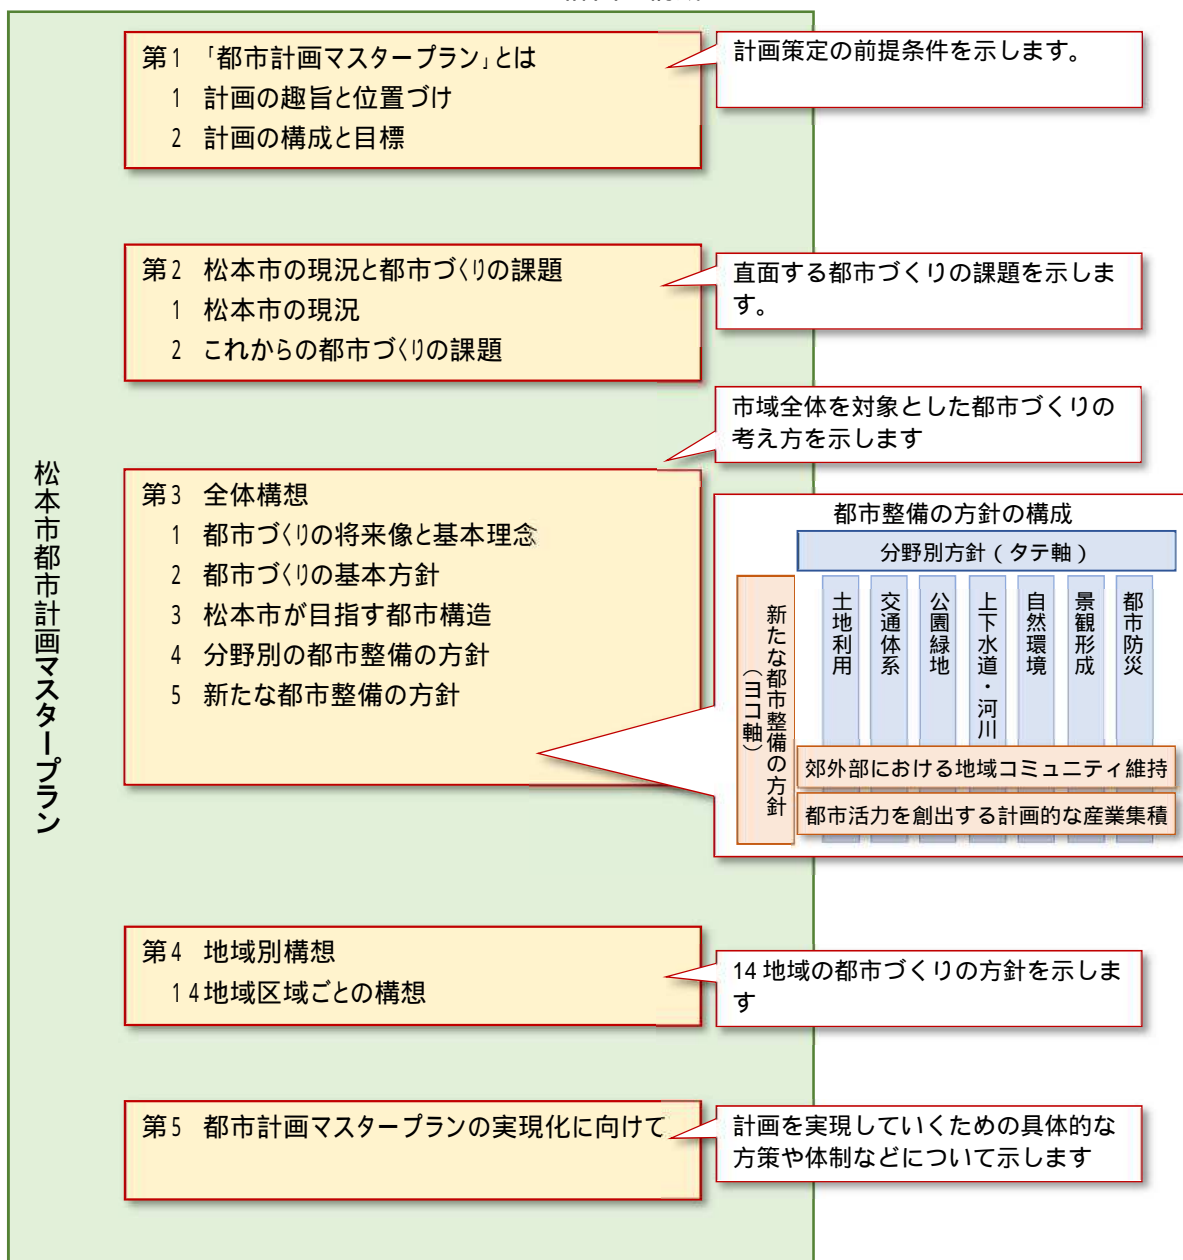 松本市都市計画マスタープラン
第1 「都市計画マスタープラン」とは
1 計画の趣旨と位置づけ
2 計画の構成と目標
計画策定の前提条件を示します。
第2 松本市の現況と都市づくりの課題
1 松本市の現況
2 これからの都市づくりの課題
直面する都市づくりの課題を示しま
す。
市域全体を対象とした都市づくりの
考え方を示します
第3 全体構想
1 都市づくりの将来像と基本理念
2 都市づくりの基本方針
3 松本市が目指す都市構造
4 分野別の都市整備の方針
5 新たな都市整備の方針
都市整備の方針の構成
分野別方針(タテ軸)
新たな都市整備の方針
(ヨコ軸)
土地利用
交通体系
公園緑地
上下水道・河川
自然環境
景観形成
都市防災
郊外部における地域コミュニティ維持
都市活力を創出する計画的な産業集積
第4 地域別構想
14地域区域ごとの構想
14地域の都市づくりの方針を示しま
す
第5 都市計画マスタープランの実現化に向けて
計画を実現していくための具体的な
方策や体制などについて示します